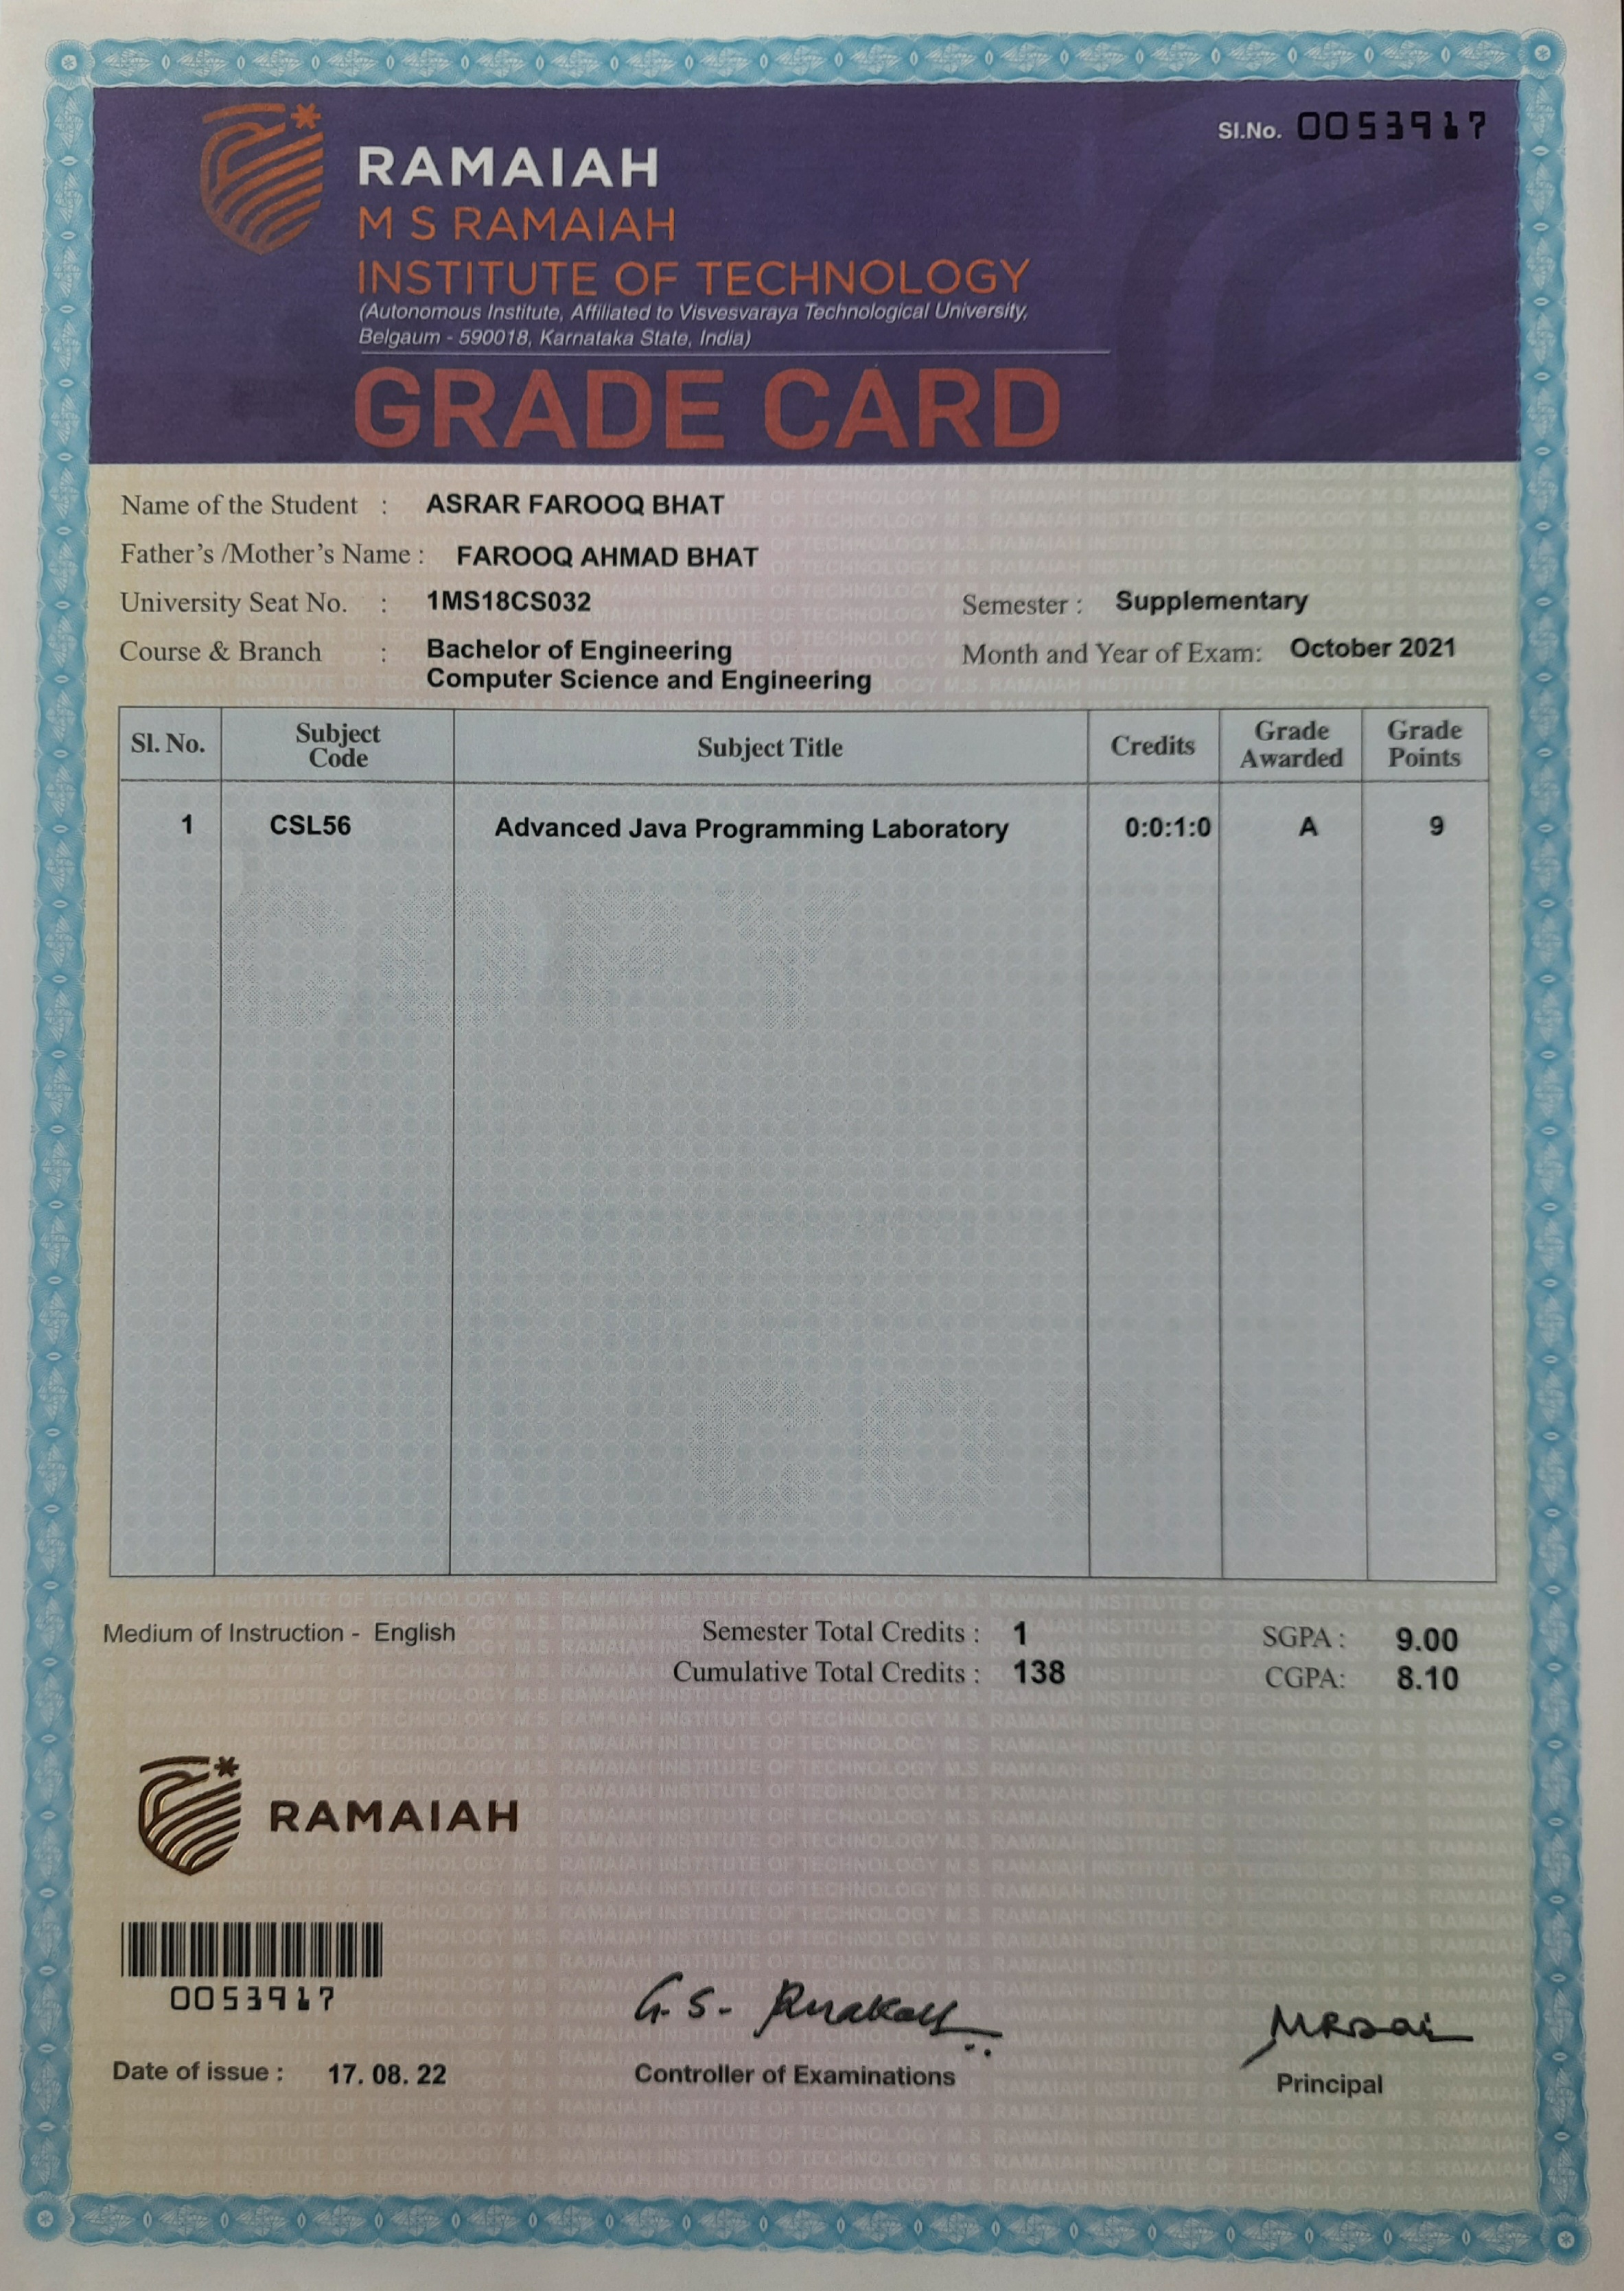 Sl.No. 0053917
RAMAIAH
M S RAMAIAH
INSTITUTE OF TECHNOLOGY
(Autonomous Institute, Affiliated to Visvesvaraya Technological University,
Belgaum - 590018, Karnataka State, India)
GRADE CARD
Name of the Student : ASRAR FAROOQ BHAT
Father's /Mother's Name : FAROOQ AHMAD BHAT
University Seat No. : 1MS18CS032 Semester : Supplementary
Course & Branch : Bachelor of Engineering Month and Year of Exam: October 2021
Computer Science and Engineering
Sl. No. Subject Code Subject Title Credits Grade Awarded Grade Points
1 CSL56 Advanced Java Programming Laboratory 0:0:1:0 A 9
COPY
Medium of Instruction - English Semester Total Credits : 1 SGPA : 9.00
Cumulative Total Credits : 138 CGPA: 8.10
RAMAIAH
0053917
Date of issue : 17. 08. 22 Controller of Examinations Principal